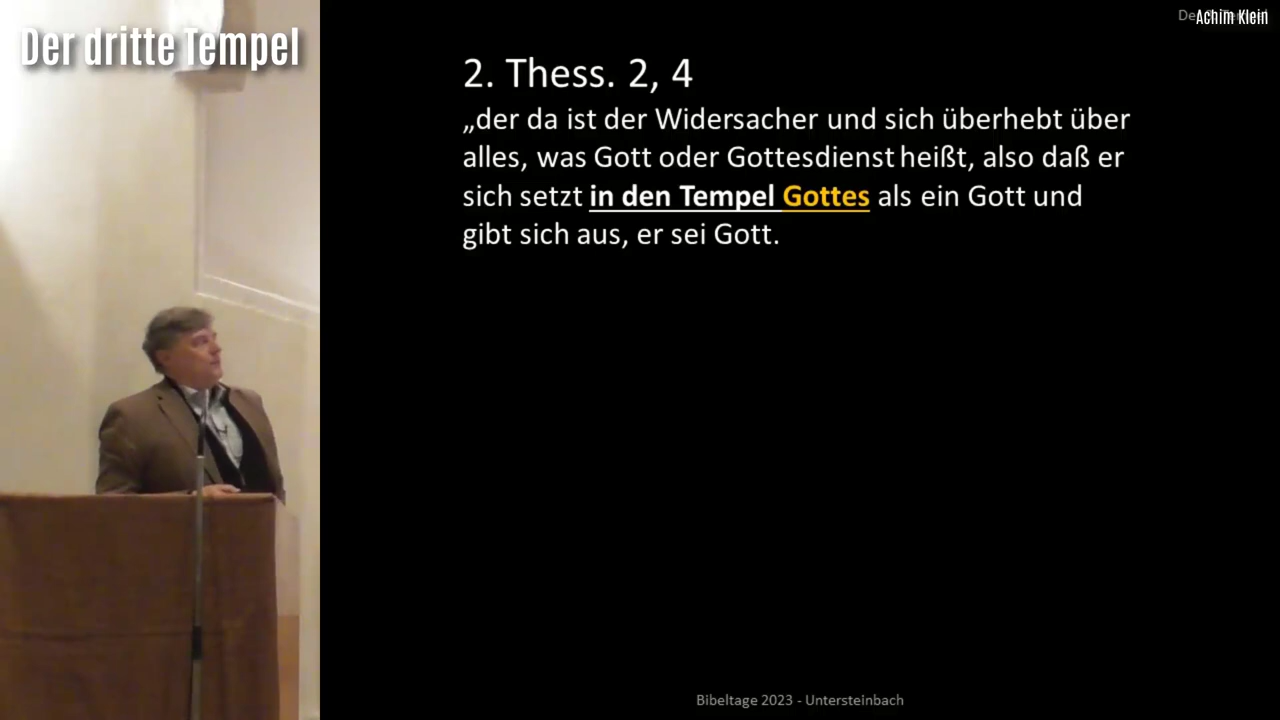 Der dritte Tempel
Achim Klein
2. Thess. 2, 4
„der da ist der Widersacher und sich überhebt über
alles, was Gott oder Gottesdienst heißt, also daß er
sich setzt in den Tempel Gottes als ein Gott und
gibt sich aus, er sei Gott.
Bibeltage 2023 - Untersteinbach